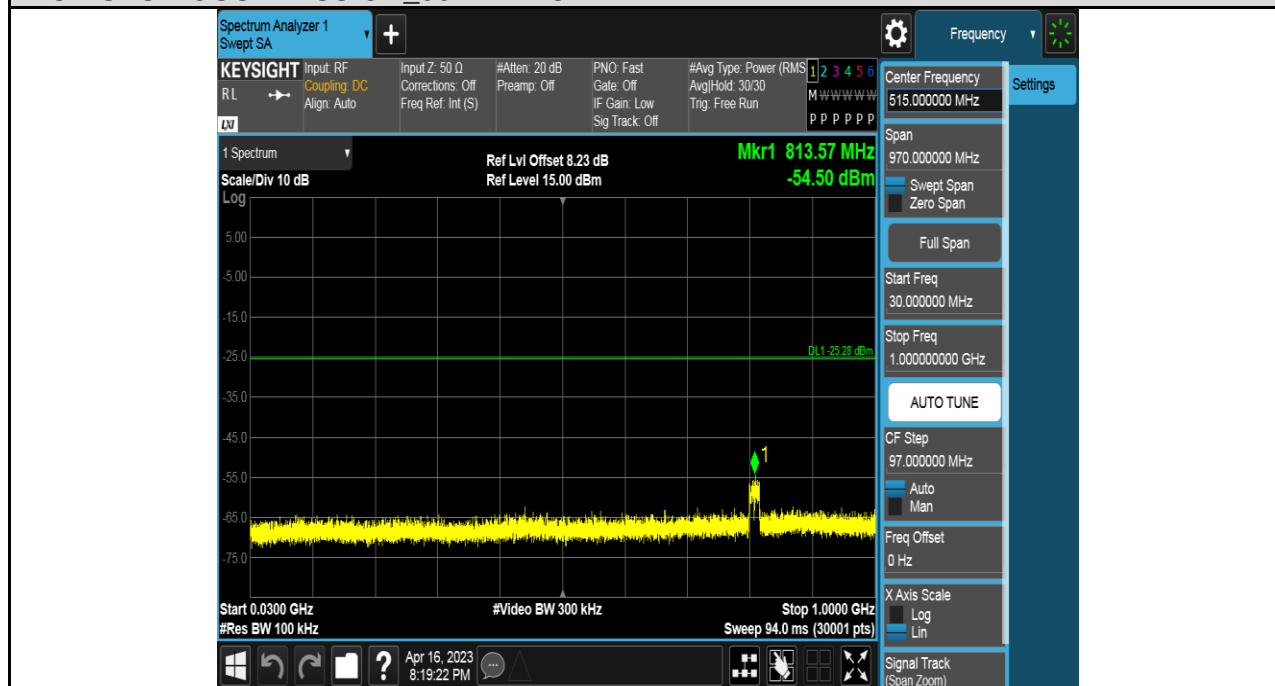 Spectrum Analyzer 1
Swept SA
+
Frequency
KEYSIGHT
RL
LXI
Input: RF
Coupling: DC
Align: Auto
Input Z: 50 Ω
Corrections: Off
Freq Ref: Int (S)
#Atten: 20 dB
Preamp: Off
PNO: Fast
Gate: Off
IF Gain: Low
Sig Track: Off
#Avg Type: Power (RMS
Avg|Hold: 30/30
Trig: Free Run
1 2 3 4 5 6
M W W W W W
P P P P P P
1 Spectrum
Scale/Div 10 dB
Log
Ref Lvl Offset 8.23 dB
Ref Level 15.00 dBm
Mkr1 813.57 MHz
-54.50 dBm
5.00
-5.00
-15.0
-25.0
DL1 -25.28 dBm
-35.0
-45.0
1
-55.0
-65.0
-75.0
Start 0.0300 GHz
#Res BW 100 kHz
#Video BW 300 kHz
Stop 1.0000 GHz
Sweep 94.0 ms (30001 pts)
Center Frequency
515.000000 MHz
Settings
Span
970.000000 MHz
Swept Span
Zero Span
Full Span
Start Freq
30.000000 MHz
Stop Freq
1.000000000 GHz
AUTO TUNE
CF Step
97.000000 MHz
Auto
Man
Freq Offset
0 Hz
X Axis Scale
Log
Lin
Signal Track
(Span Zoom)
?
Apr 16, 2023
8:19:22 PM